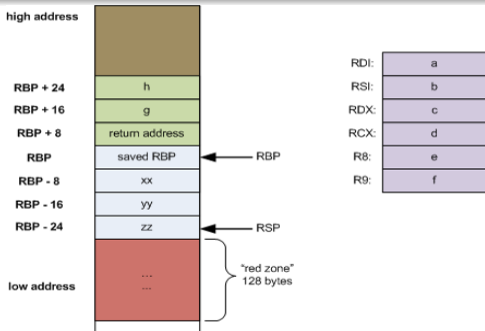 high address
RBP + 24 h
RBP + 16 g
RBP + 8 return address
RBP saved RBP RBP
RBP - 8 xx
RBP - 16 yy
RBP - 24 zz RSP
...
...
low address
"red zone"
128 bytes
RDI: a
RSI: b
RDX: c
RCX: d
R8: e
R9: f